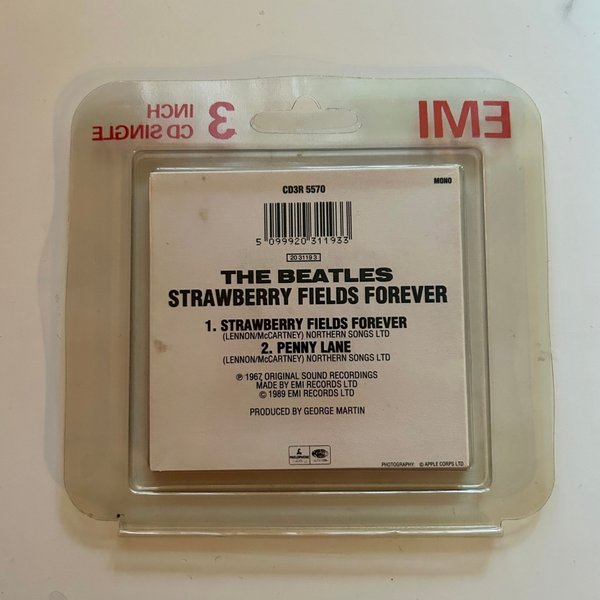 3 INCH
CD SINGLE
EMI
CD3R 5570
MONO
5 099920 311933
20 3119 3
THE BEATLES
STRAWBERRY FIELDS FOREVER
1. STRAWBERRY FIELDS FOREVER
(LENNON/McCARTNEY) NORTHERN SONGS LTD
2. PENNY LANE
(LENNON/McCARTNEY) NORTHERN SONGS LTD
℗ 1967 ORIGINAL SOUND RECORDINGS
MADE BY EMI RECORDS LTD
© 1989 EMI RECORDS LTD
PRODUCED BY GEORGE MARTIN
PARLOPHONE
PHOTOGRAPHY: © APPLE CORPS LTD